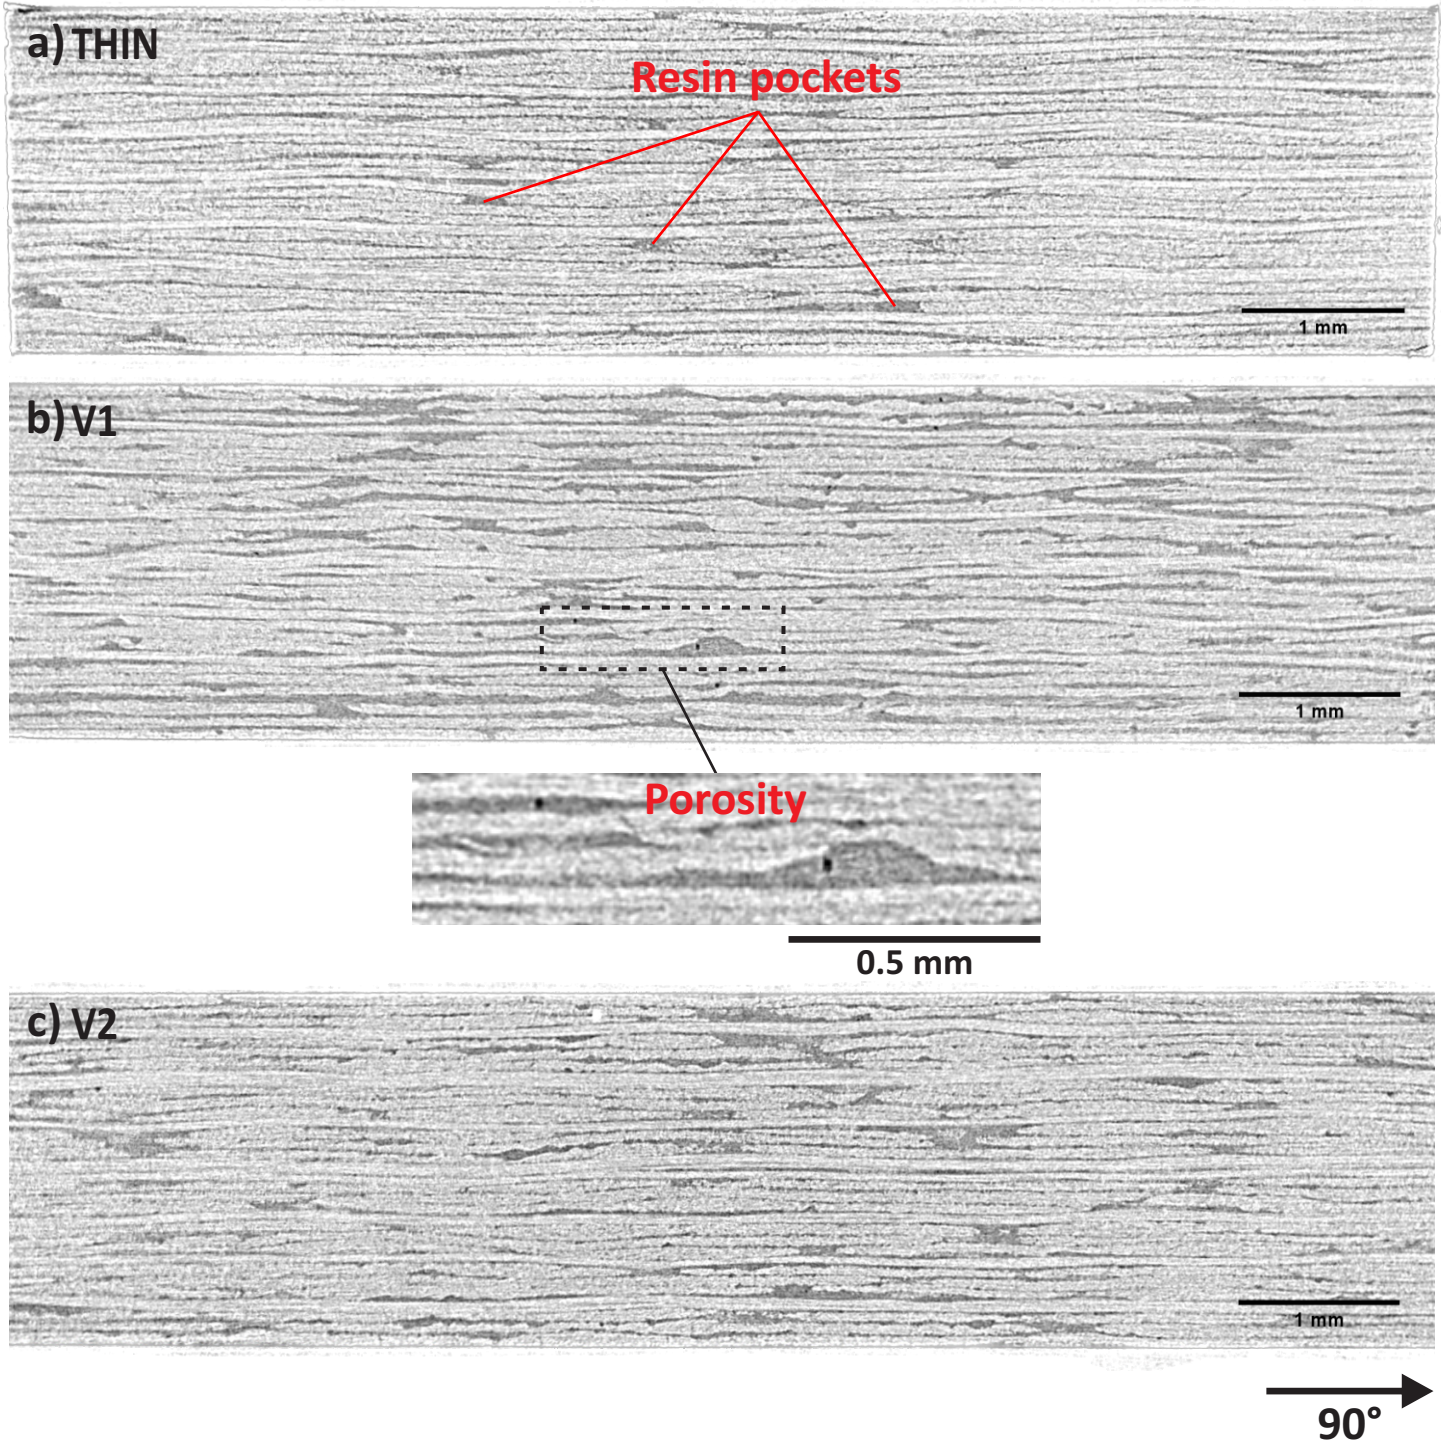 a) THIN
Resin pockets
1 mm
b) V1
1 mm
Porosity
0.5 mm
c) V2
1 mm
90°